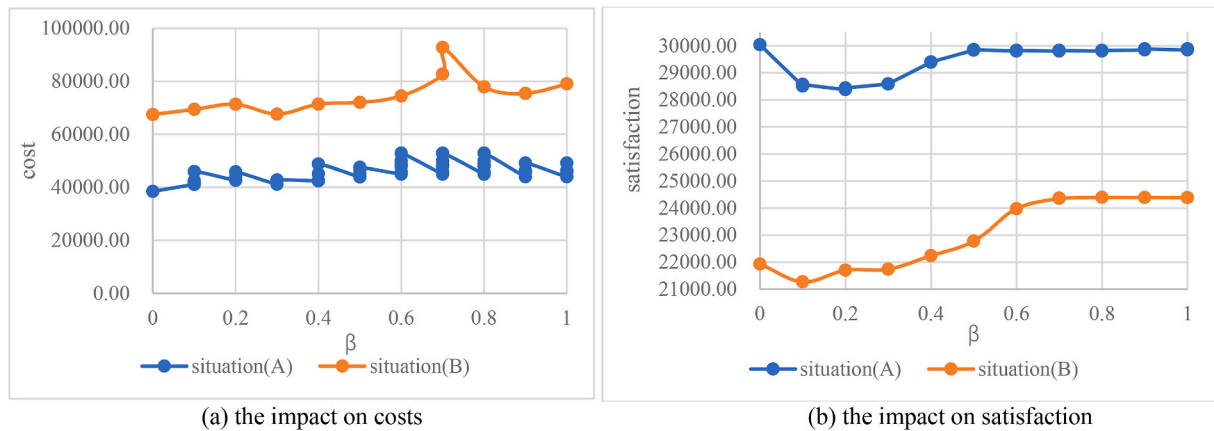 100000.00
80000.00
60000.00
40000.00
20000.00
0.00
cost
0 0.2 0.4 0.6 0.8 1
β
situation(A) situation(B)
(a) the impact on costs
30000.00
29000.00
28000.00
27000.00
26000.00
25000.00
24000.00
23000.00
22000.00
21000.00
satisfaction
0 0.2 0.4 0.6 0.8 1
β
situation(A) situation(B)
(b) the impact on satisfaction